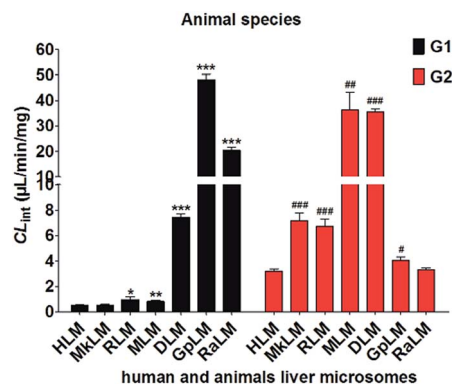 Animal species
G1
G2
CLint (μL/min/mg)
60
50
40
30
20
10
8
6
4
2
0
*
**
***
***
***
###
###
##
###
#
HLM
MkLM
RLM
MLM
DLM
GpLM
RaLM
HLM
MkLM
RLM
MLM
DLM
GpLM
RaLM
human and animals liver microsomes